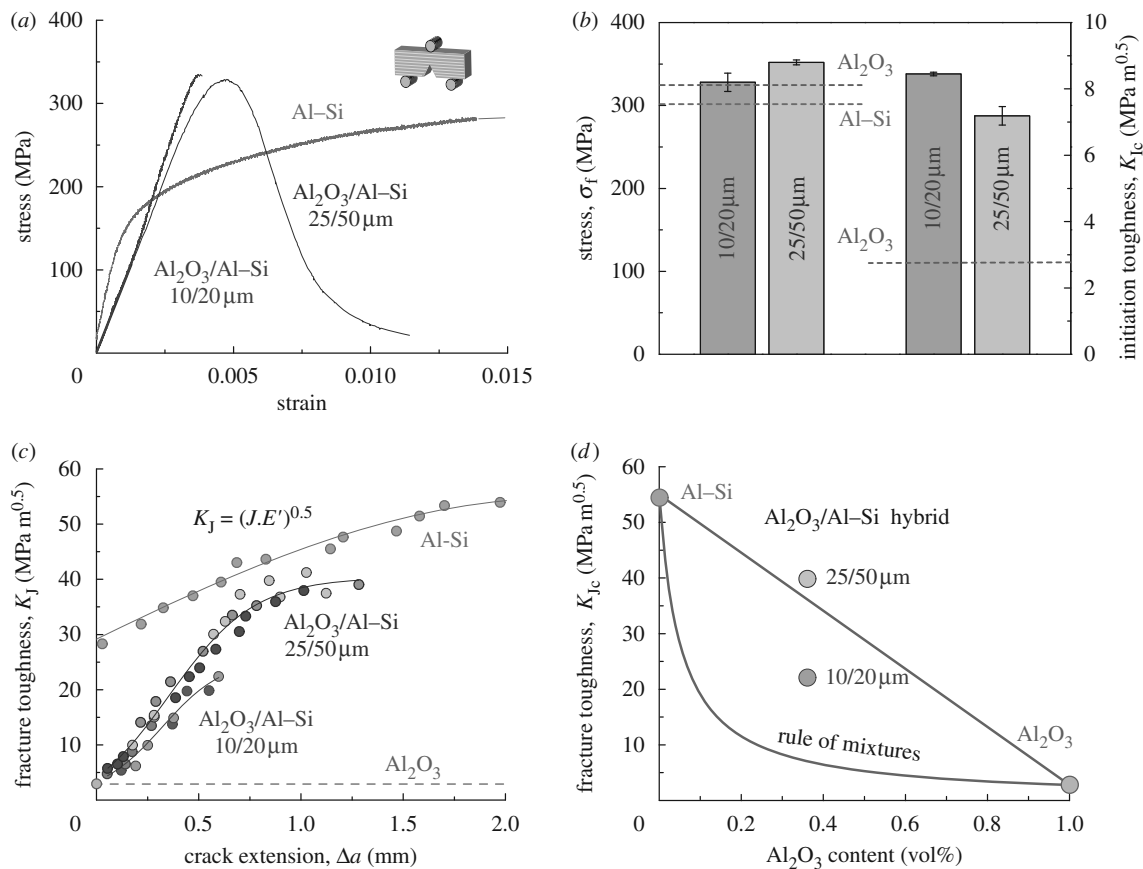 (a)
400
300
200
100
0
stress (MPa)
Al–Si
Al2O3/Al–Si
25/50 µm
Al2O3/Al–Si
10/20 µm
0.005
0.010
0.015
strain
(b)
400
300
200
100
0
stress, σf (MPa)
10/20 µm
25/50 µm
Al2O3
Al–Si
Al2O3
10/20 µm
25/50 µm
10
8
6
4
2
0
initiation toughness, KIc (MPa m0.5)
(c)
60
50
40
30
20
10
0
fracture toughness, KJ (MPa m0.5)
KJ = (J.E')0.5
Al-Si
Al2O3/Al–Si
25/50 µm
Al2O3/Al–Si
10/20 µm
Al2O3
0.5
1.0
1.5
2.0
crack extension, Δa (mm)
(d)
60
50
40
30
20
10
0
fracture toughness, KJc (MPa m0.5)
Al–Si
Al2O3/Al–Si hybrid
25/50 µm
10/20 µm
rule of mixtures
Al2O3
0.2
0.4
0.6
0.8
1.0
Al2O3 content (vol%)